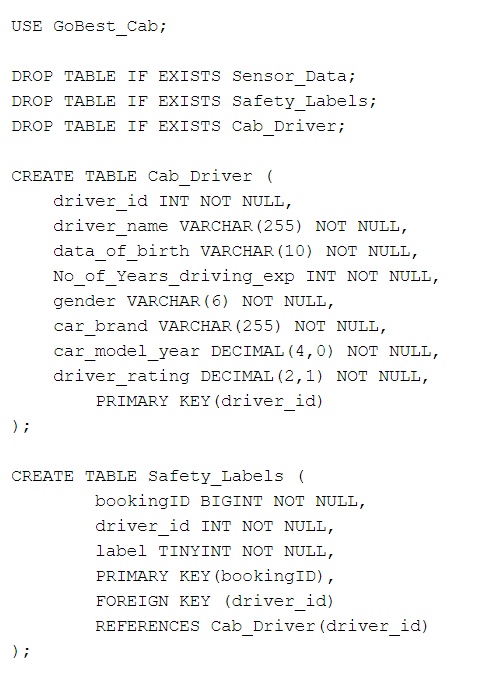 USE GoBest_Cab;
DROP TABLE IF EXISTS Sensor_Data;
DROP TABLE IF EXISTS Safety_Labels;
DROP TABLE IF EXISTS Cab_Driver;
CREATE TABLE Cab_Driver (
driver_id INT NOT NULL,
driver_name VARCHAR(255) NOT NULL,
data_of_birth VARCHAR(10) NOT NULL,
No_of_Years_driving_exp INT NOT NULL,
gender VARCHAR(6) NOT NULL,
car_brand VARCHAR(255) NOT NULL,
car_model_year DECIMAL(4,0) NOT NULL,
driver_rating DECIMAL(2,1) NOT NULL,
PRIMARY KEY(driver_id)
);
CREATE TABLE Safety_Labels (
bookingID BIGINT NOT NULL,
driver_id INT NOT NULL,
label TINYINT NOT NULL,
PRIMARY KEY(bookingID),
FOREIGN KEY (driver_id)
REFERENCES Cab_Driver(driver_id)
);